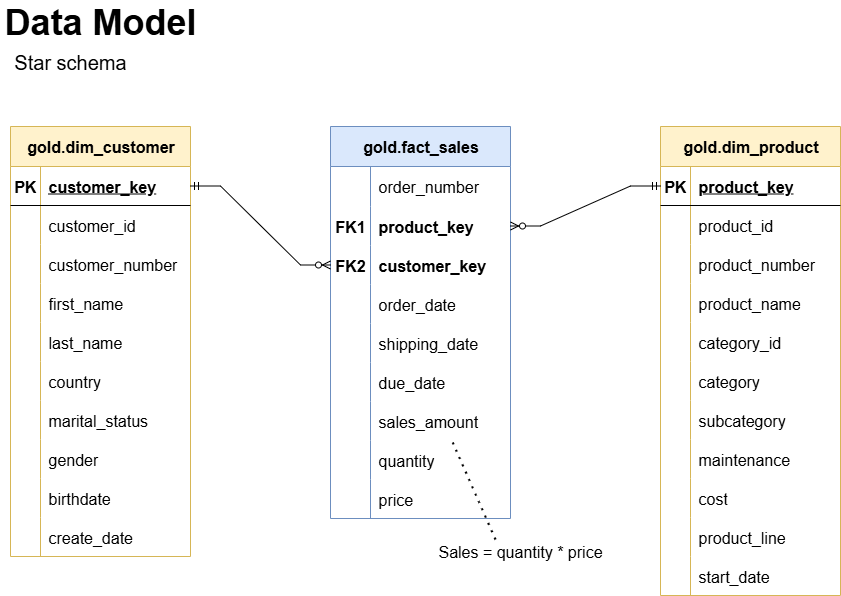 Data Model
Star schema
gold.dim_customer
PK customer_key
customer_id
customer_number
first_name
last_name
country
marital_status
gender
birthdate
create_date
gold.fact_sales
order_number
FK1 product_key
FK2 customer_key
order_date
shipping_date
due_date
sales_amount
quantity
price
Sales = quantity * price
gold.dim_product
PK product_key
product_id
product_number
product_name
category_id
category
subcategory
maintenance
cost
product_line
start_date